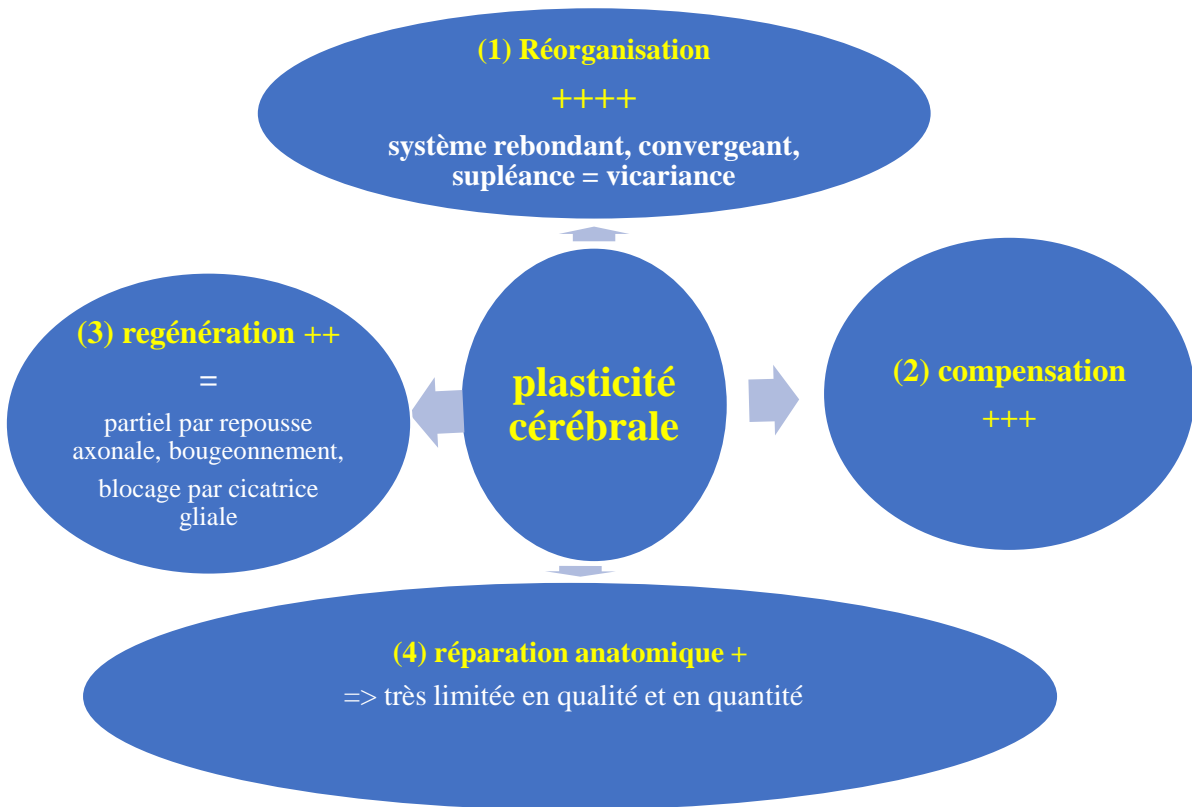 (1) Réorganisation
++++
système rebondant, convergeant,
supléance = vicariance
(3) regénération ++
=
partiel par repousse
axonale, bougeonnement,
blocage par cicatrice
gliale
plasticité
cérébrale
(2) compensation
+++
(4) réparation anatomique +
=> très limitée en qualité et en quantité